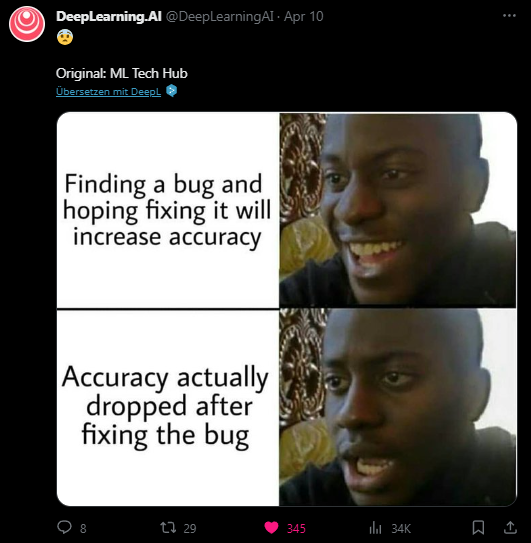 DeepLearning.AI @DeepLearningAI · Apr 10
Original: ML Tech Hub
Übersetzen mit DeepL
Finding a bug and
hoping fixing it will
increase accuracy
Accuracy actually
dropped after
fixing the bug
8 29 345 34K